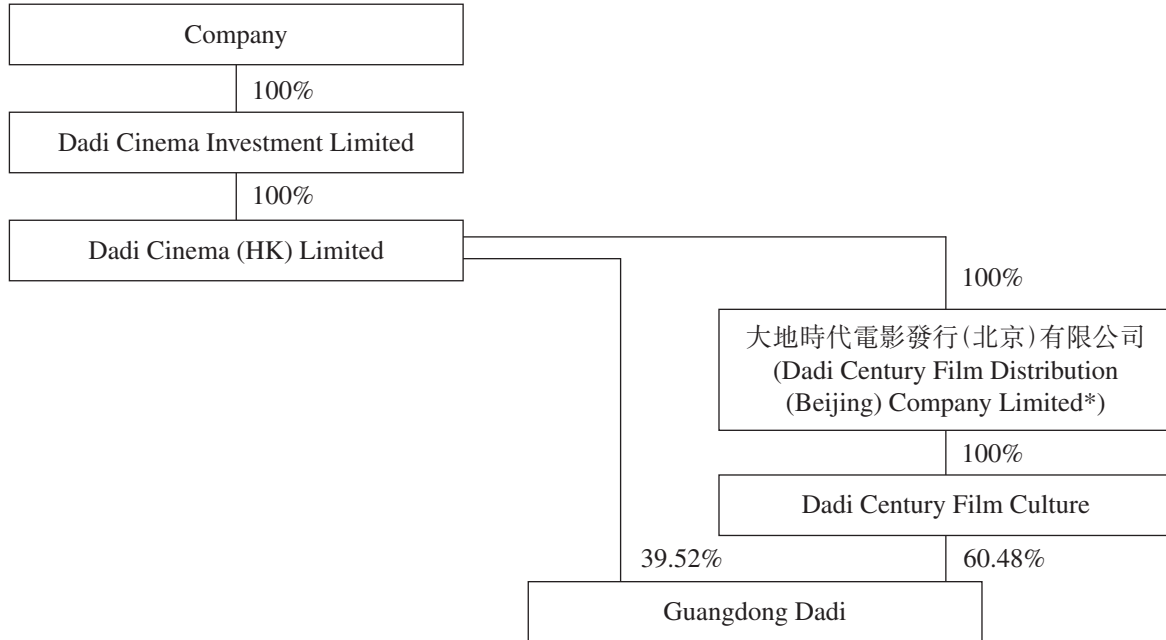 Company
100%
Dadi Cinema Investment Limited
100%
Dadi Cinema (HK) Limited
100%
大地時代電影發行(北京)有限公司
(Dadi Century Film Distribution
(Beijing) Company Limited*)
100%
Dadi Century Film Culture
39.52%
60.48%
Guangdong Dadi